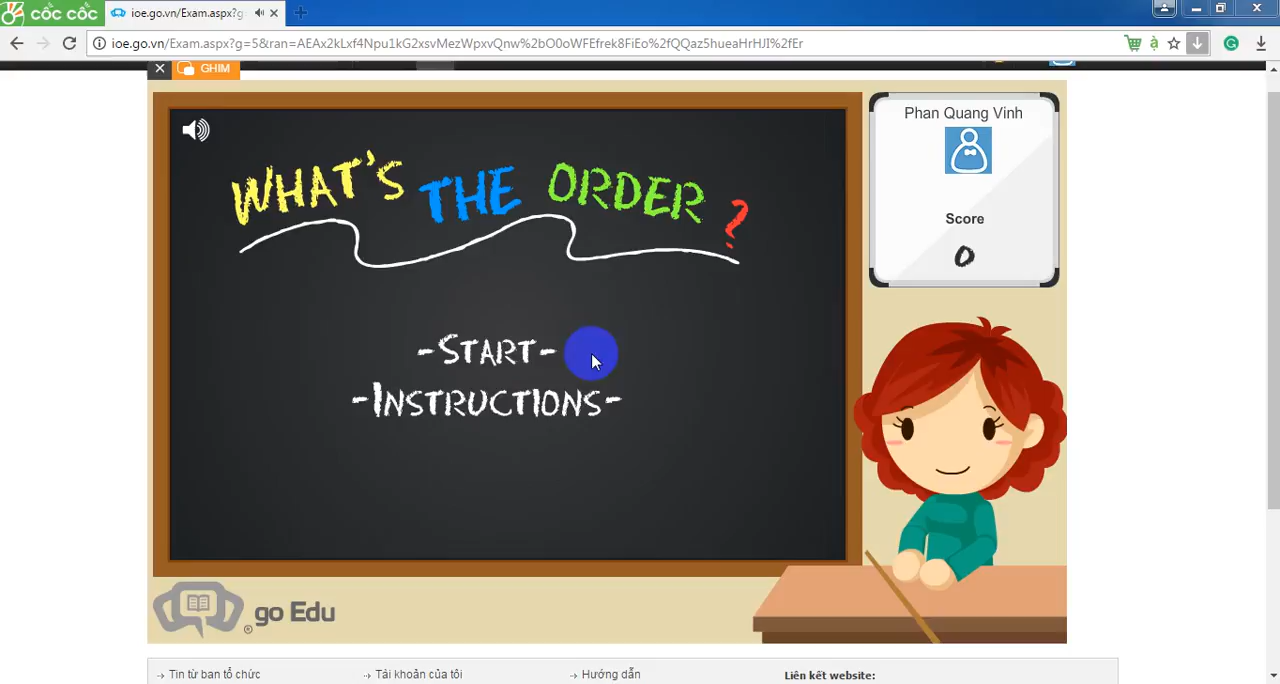 cốc cốc
ioe.go.vn/Exam.aspx?g=
ioe.go.vn/Exam.aspx?g=5&ran=AEAx2kLxf4Npu1kG2xsvMezWpxvQnw%2bO0oWFEfrek8FiEo%2fQQaz5hueaHrHJI%2fEr
GHIM
Phan Quang Vinh
WHAT'S THE ORDER ?
Score
0
-START-
-INSTRUCTIONS-
go Edu
Tin từ ban tổ chức
Tài khoản của tôi
Hướng dẫn
Liên kết website: